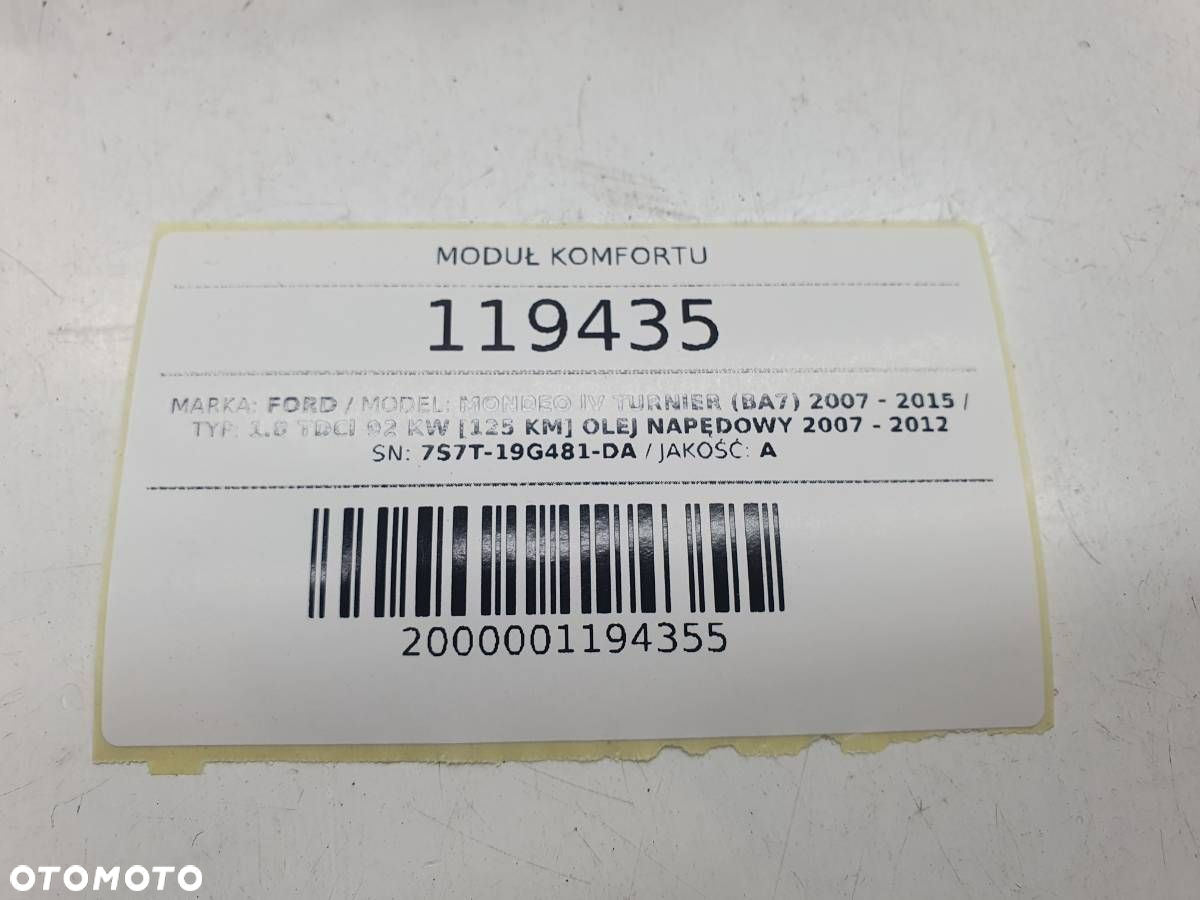 MODUŁ KOMFORTU
119435
MARKA: FORD / MODEL: MONDEO IV TURNIER (BA7) 2007 - 2015 /
TYP: 1.8 TDCI 92 KW [125 KM] OLEJ NAPĘDOWY 2007 - 2012
SN: 7S7T-19G481-DA / JAKOŚĆ: A
2000001194355
OTOMOTO